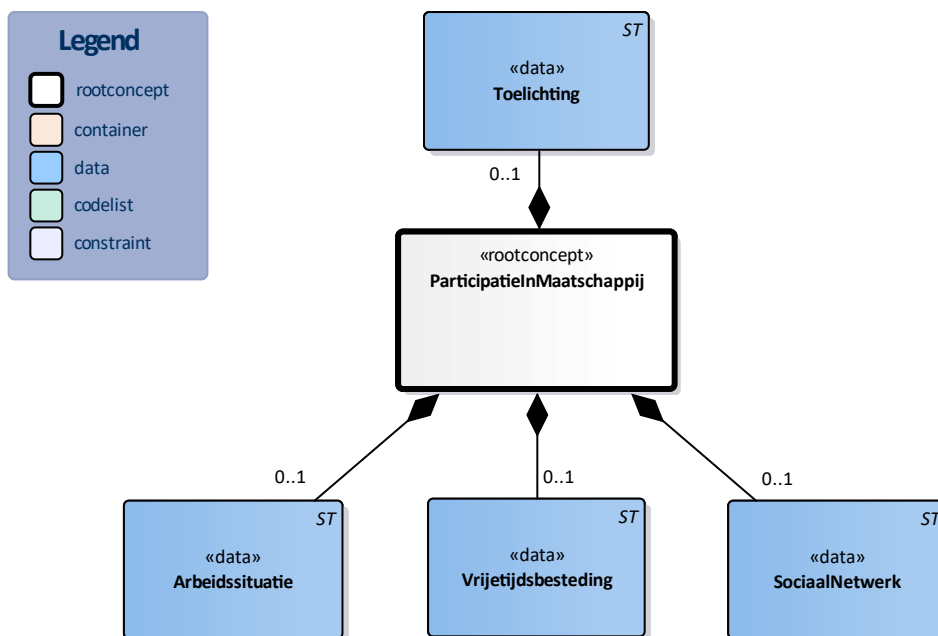 Legend
rootconcept
container
data
codelist
constraint
ST
«data»
Toelichting
0..1
«rootconcept»
ParticipatieInMaatschappij
0..1
0..1
0..1
ST
«data»
Arbeidssituatie
ST
«data»
Vrijetijdsbesteding
ST
«data»
SociaalNetwerk